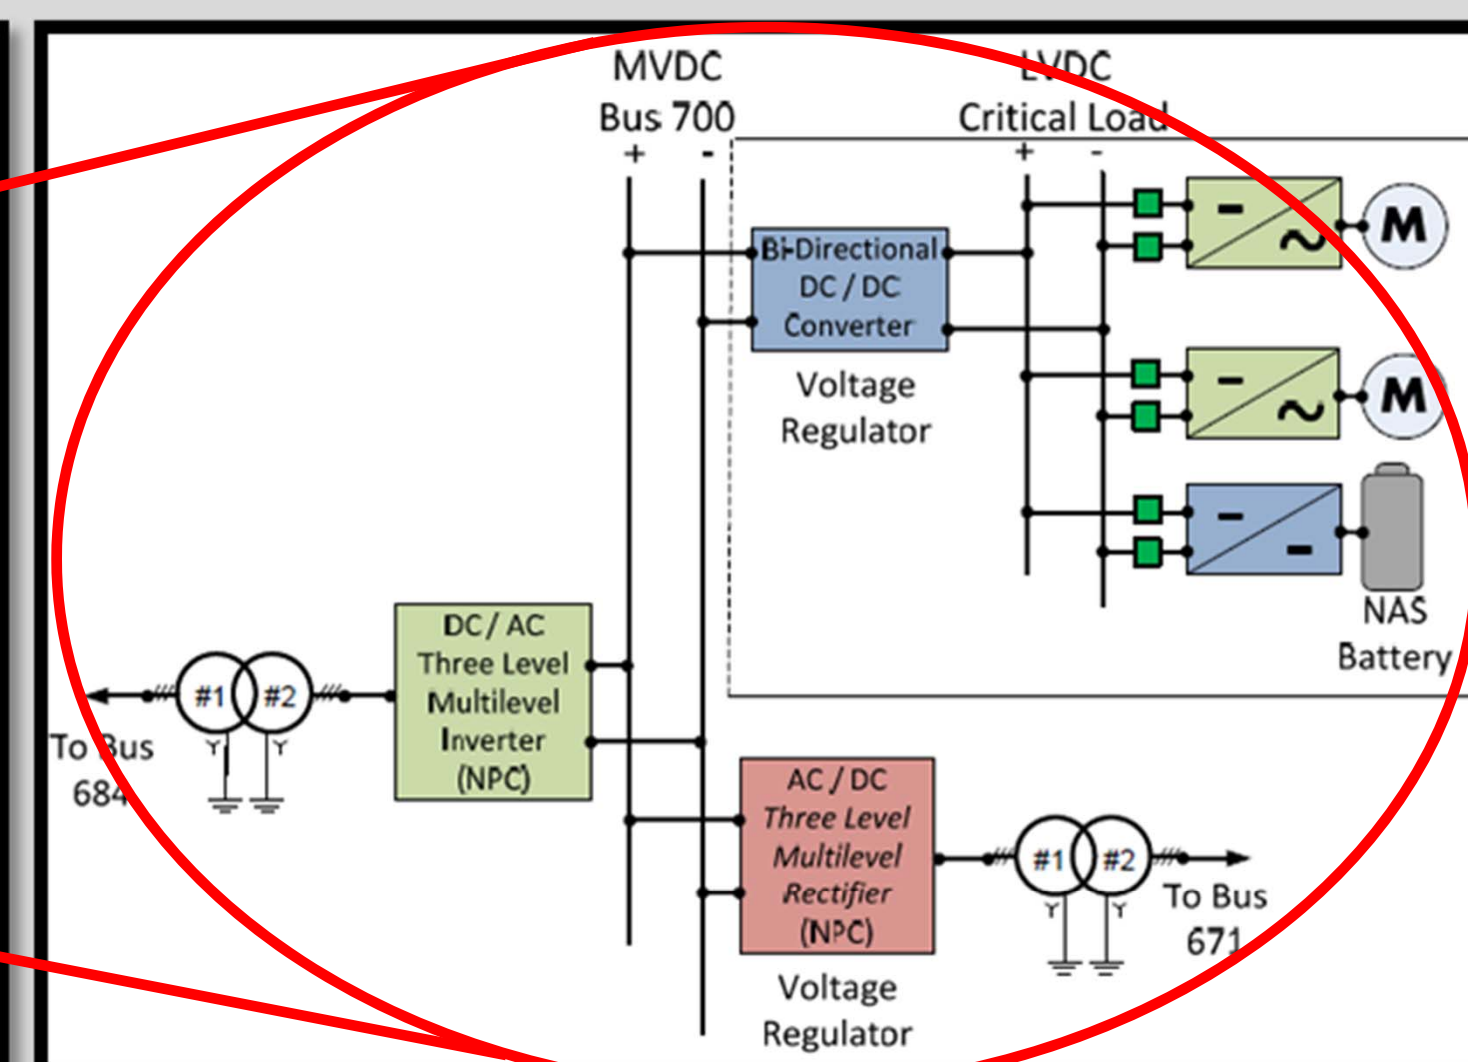 MVDC
Bus 700
+ -
LVDC
Critical Load
+ -
Bi-Directional
DC / DC
Converter
Voltage
Regulator
- ~
M
- ~
M
- -
NAS
Battery
DC / AC
Three Level
Multilevel
Inverter
(NPC)
#1 #2
Y Y
To Bus
684
AC / DC
Three Level
Multilevel
Rectifier
(NPC)
Voltage
Regulator
#1 #2
Y Y
To Bus
671